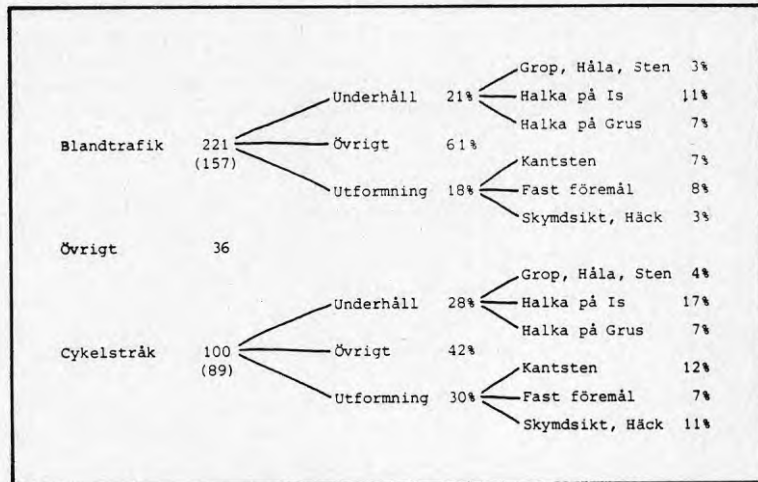 Grop, Håla, Sten 3%
Underhåll 21% Halka på Is 11%
Halka på Grus 7%
Blandtrafik 221 Övrigt 61%
(157)
Kantsten 7%
Utformning 18% Fast föremål 8%
Skymdsikt, Häck 3%
Övrigt 36
Grop, Håla, Sten 4%
Underhåll 28% Halka på Is 17%
Halka på Grus 7%
Cykelstråk 100 Övrigt 42%
(89)
Kantsten 12%
Utformning 30% Fast föremål 7%
Skymdsikt, Häck 11%